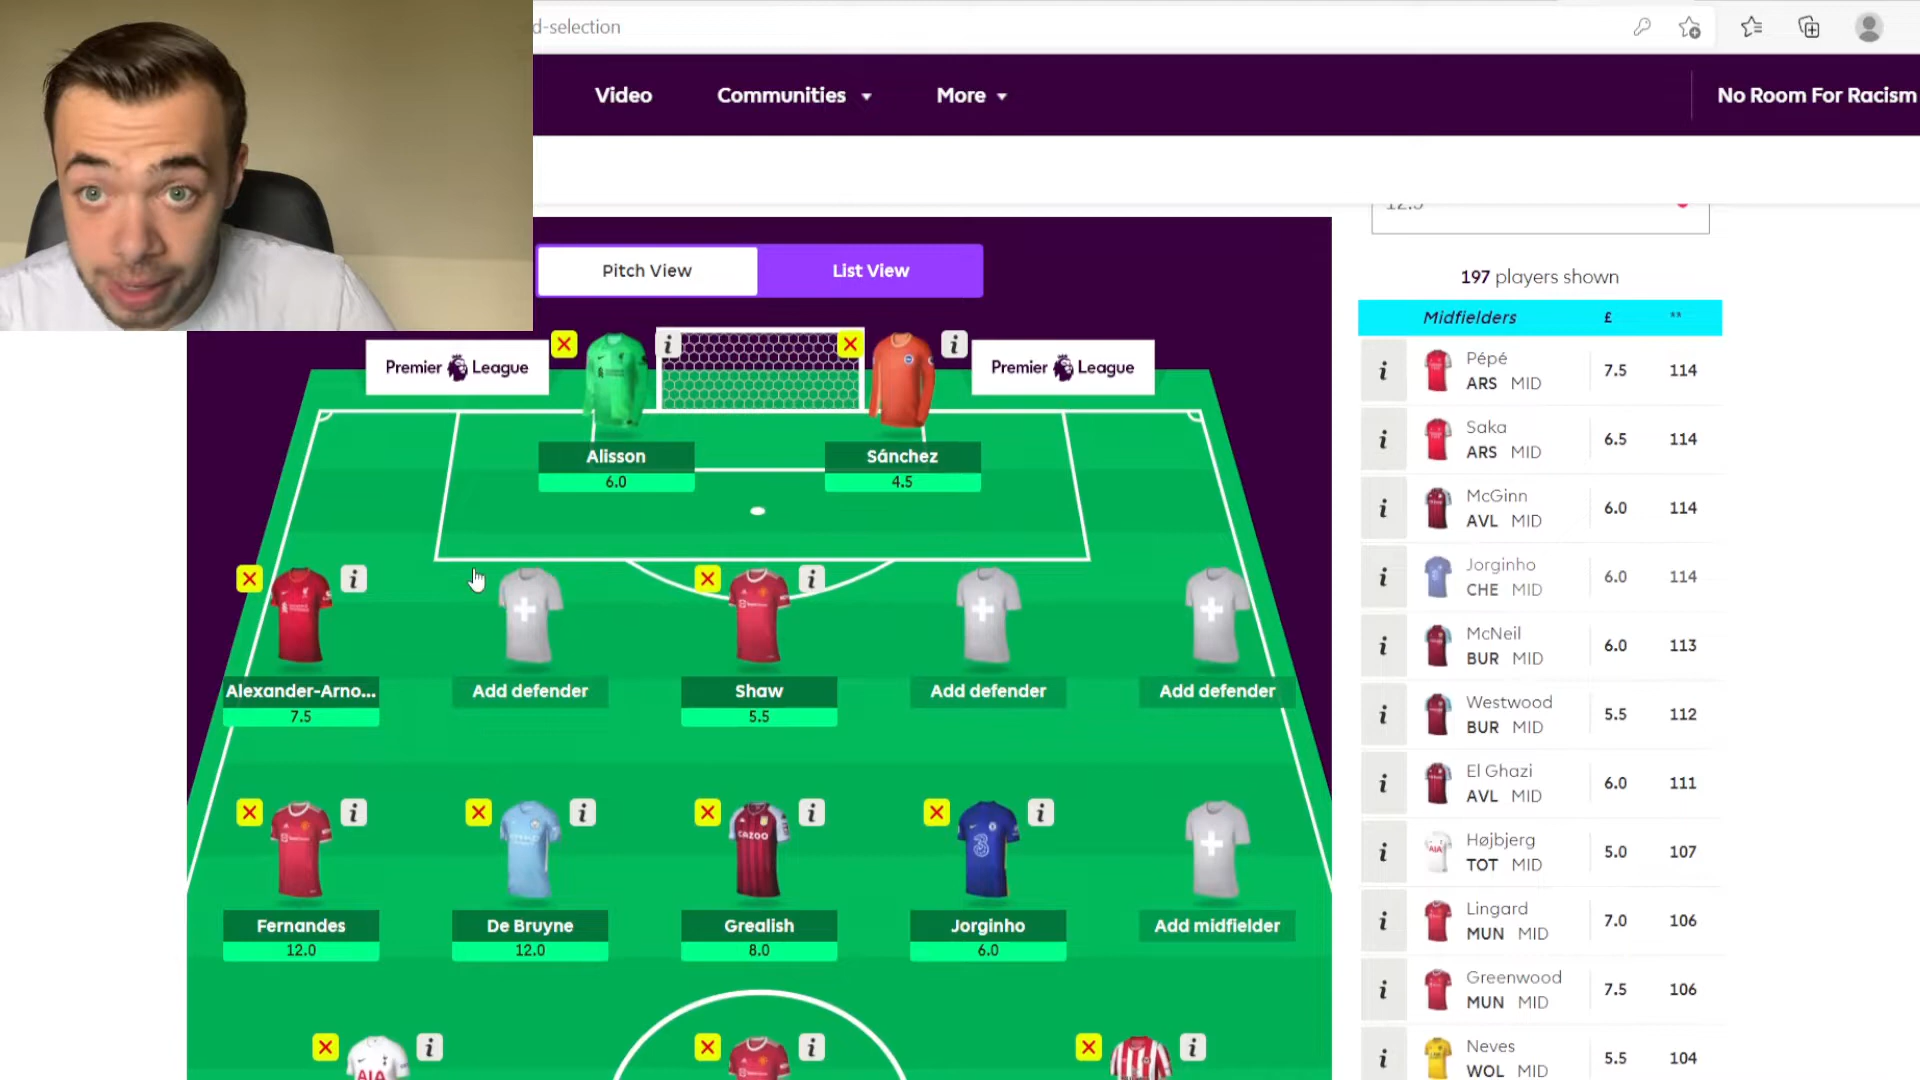 d-selection
Video
Communities
More
No Room For Racism
Pitch View
List View
197 players shown
Midfielders £ **
Premier League
Premier League
Alisson
6.0
Sánchez
4.5
Alexander-Arno...
7.5
Add defender
Shaw
5.5
Add defender
Add defender
CAZOO
3
Fernandes
12.0
De Bruyne
12.0
Grealish
8.0
Jorginho
6.0
Add midfielder
AIA
Pépé
ARS MID 7.5 114
Saka
ARS MID 6.5 114
McGinn
AVL MID 6.0 114
Jorginho
CHE MID 6.0 114
McNeil
BUR MID 6.0 113
Westwood
BUR MID 5.5 112
El Ghazi
AVL MID 6.0 111
Højbjerg
TOT MID 5.0 107
AIA
Lingard
MUN MID 7.0 106
Greenwood
MUN MID 7.5 106
Neves
WOL MID 5.5 104